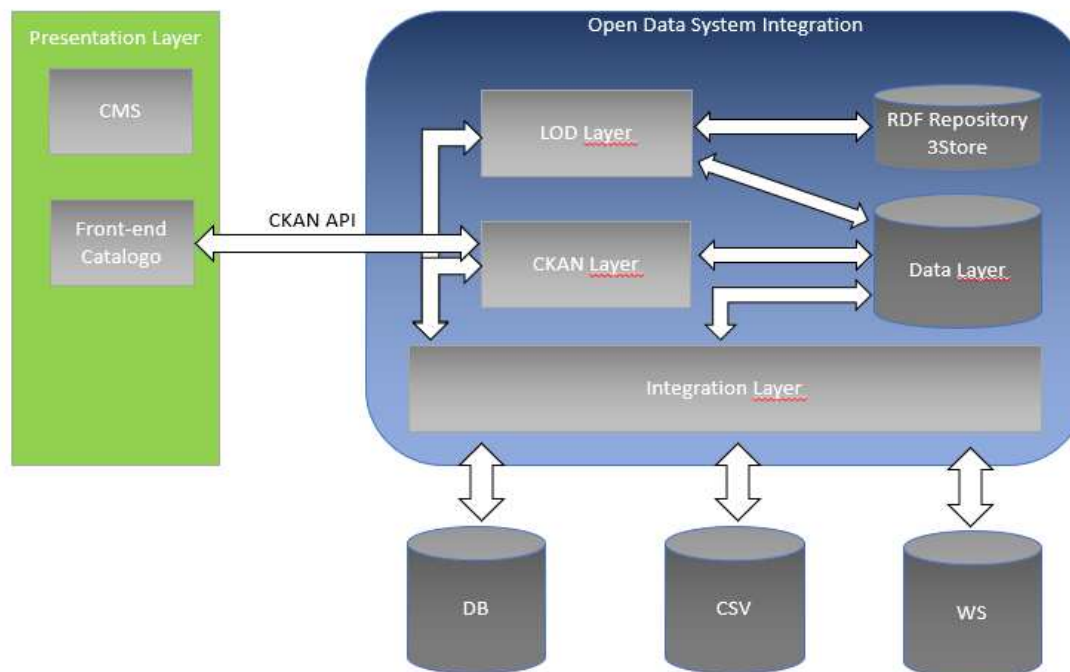 Open Data System Integration
Presentation Layer
CMS
LOD Layer
RDF Repository
3Store
CKAN API
Front-end
Catalogo
CKAN Layer
Data Layer
Integration Layer
DB
CSV
WS